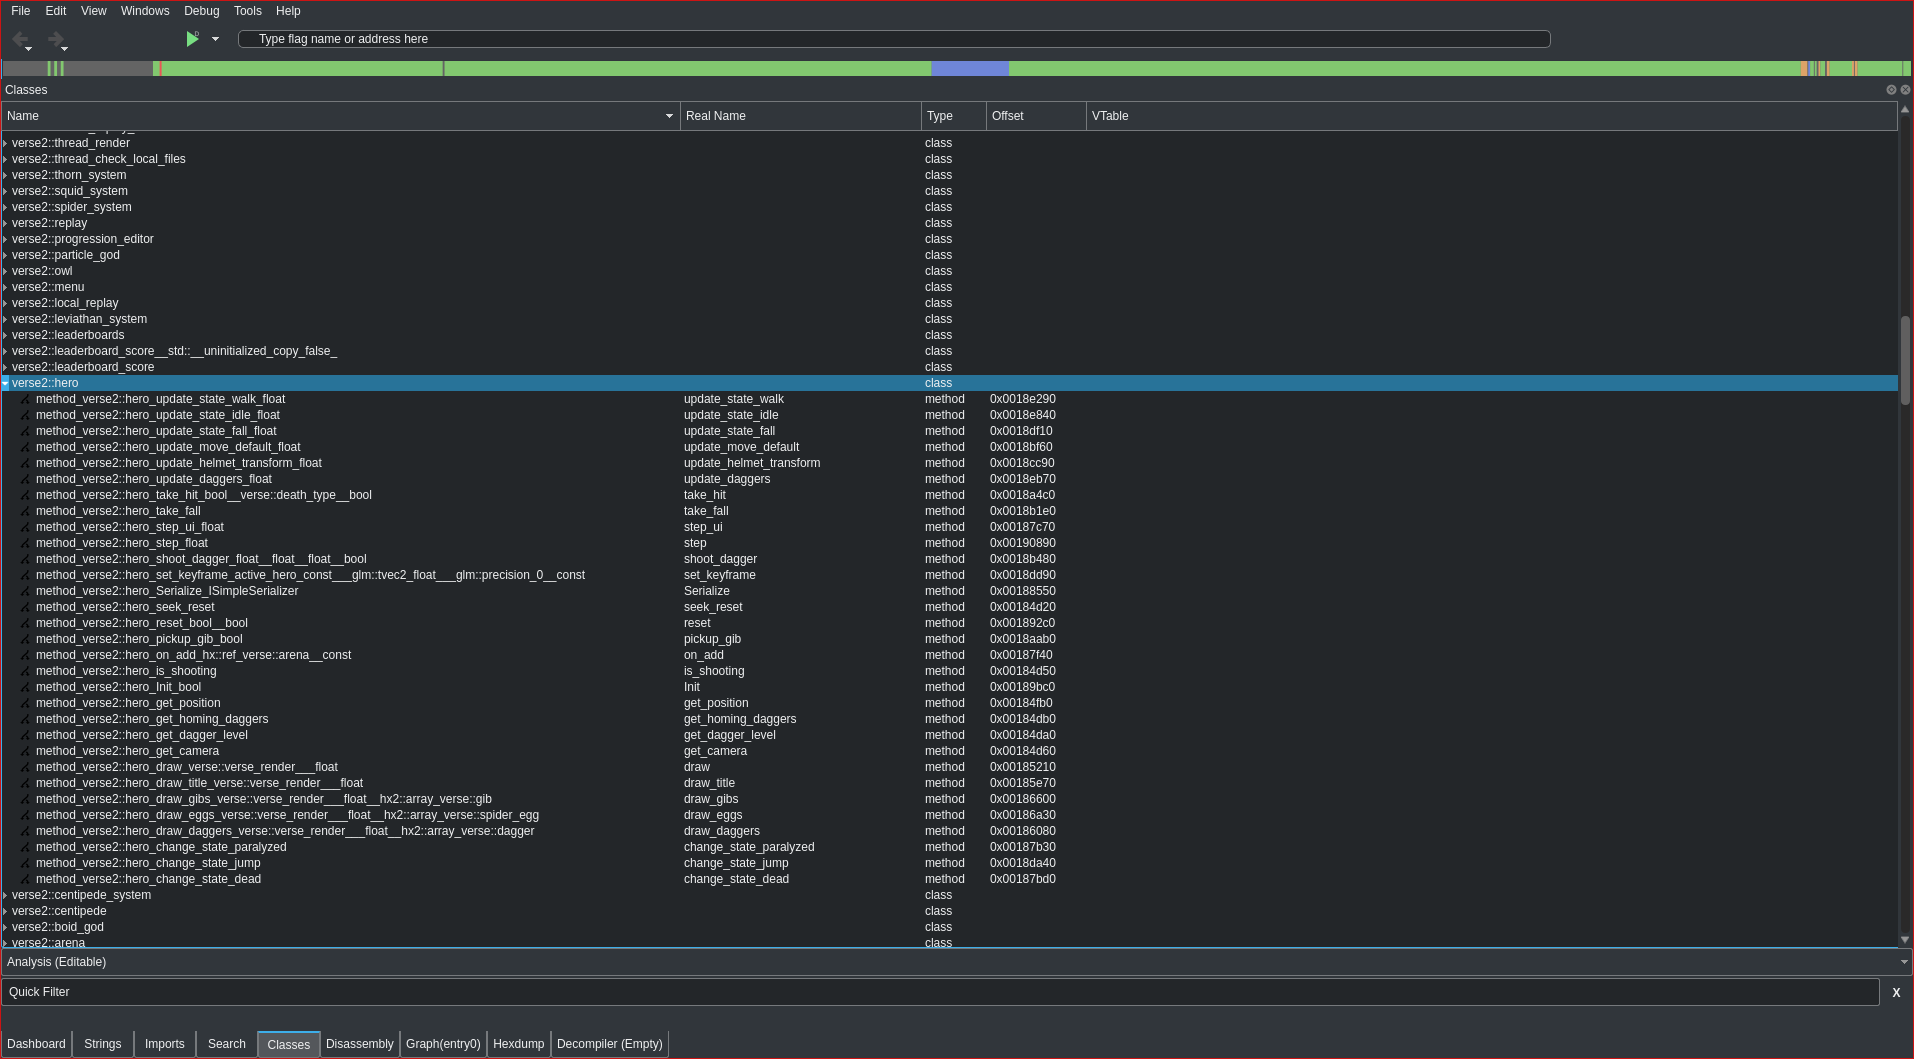 File Edit View Windows Debug Tools Help
Type flag name or address here
Classes
Name Real Name Type Offset VTable
verse2::thread_render class
verse2::thread_check_local_files class
verse2::thorn_system class
verse2::squid_system class
verse2::spider_system class
verse2::replay class
verse2::progression_editor class
verse2::particle_god class
verse2::owl class
verse2::menu class
verse2::local_replay class
verse2::leviathan_system class
verse2::leaderboards class
verse2::leaderboard_score__std::__uninitialized_copy_false_ class
verse2::leaderboard_score class
verse2::hero class
method_verse2::hero_update_state_walk_float update_state_walk method 0x0018e290
method_verse2::hero_update_state_idle_float update_state_idle method 0x0018e840
method_verse2::hero_update_state_fall_float update_state_fall method 0x0018df10
method_verse2::hero_update_move_default_float update_move_default method 0x0018bf60
method_verse2::hero_update_helmet_transform_float update_helmet_transform method 0x0018cc90
method_verse2::hero_update_daggers_float update_daggers method 0x0018eb70
method_verse2::hero_take_hit_bool__verse::death_type__bool take_hit method 0x0018a4c0
method_verse2::hero_take_fall take_fall method 0x0018b1e0
method_verse2::hero_step_ui_float step_ui method 0x00187c70
method_verse2::hero_step_float step method 0x00190890
method_verse2::hero_shoot_dagger_float__float__float__bool shoot_dagger method 0x0018b480
method_verse2::hero_set_keyframe_active_hero_const___glm::tvec2_float___glm::precision_0__const set_keyframe method 0x0018dd90
method_verse2::hero_Serialize_ISimpleSerializer Serialize method 0x00188550
method_verse2::hero_seek_reset seek_reset method 0x00184d20
method_verse2::hero_reset_bool__bool reset method 0x001892c0
method_verse2::hero_pickup_gib_bool pickup_gib method 0x0018aab0
method_verse2::hero_on_add_hx::ref_verse::arena__const on_add method 0x00187f40
method_verse2::hero_is_shooting is_shooting method 0x00184d50
method_verse2::hero_Init_bool Init method 0x00189bc0
method_verse2::hero_get_position get_position method 0x00184fb0
method_verse2::hero_get_homing_daggers get_homing_daggers method 0x00184db0
method_verse2::hero_get_dagger_level get_dagger_level method 0x00184da0
method_verse2::hero_get_camera get_camera method 0x00184d60
method_verse2::hero_draw_verse::verse_render___float draw method 0x00185210
method_verse2::hero_draw_title_verse::verse_render___float draw_title method 0x00185e70
method_verse2::hero_draw_gibs_verse::verse_render___float__hx2::array_verse::gib draw_gibs method 0x00186600
method_verse2::hero_draw_eggs_verse::verse_render___float__hx2::array_verse::spider_egg draw_eggs method 0x00186a30
method_verse2::hero_draw_daggers_verse::verse_render___float__hx2::array_verse::dagger draw_daggers method 0x00186080
method_verse2::hero_change_state_paralyzed change_state_paralyzed method 0x00187b30
method_verse2::hero_change_state_jump change_state_jump method 0x0018da40
method_verse2::hero_change_state_dead change_state_dead method 0x00187bd0
verse2::centipede_system class
verse2::centipede class
verse2::boid_god class
verse2::arena class
Analysis (Editable)
Quick Filter X
Dashboard Strings Imports Search Classes Disassembly Graph(entry0) Hexdump Decompiler (Empty)